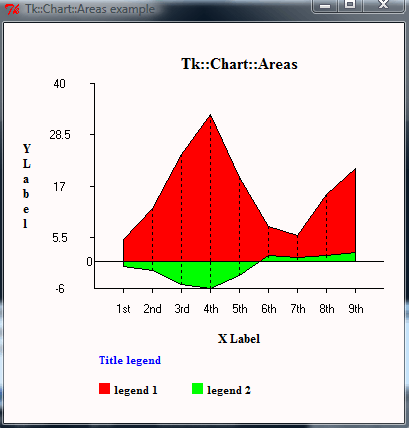 Tk::Chart::Areas example
Tk::Chart::Areas
40
28.5
17
5.5
0
-6
Y
L
a
b
e
l
1st 2nd 3rd 4th 5th 6th 7th 8th 9th
X Label
Title legend
legend 1 legend 2